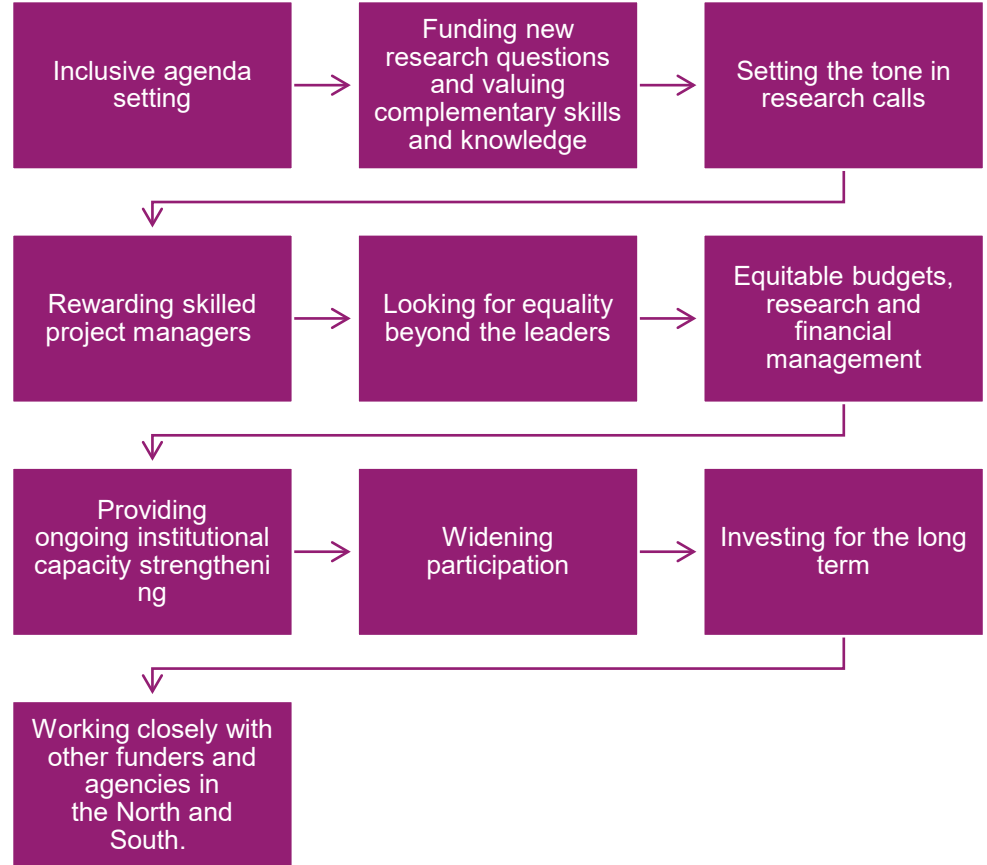 Inclusive agenda
setting
Funding new
research questions
and valuing
complementary skills
and knowledge
Setting the tone in
research calls
Rewarding skilled
project managers
Looking for equality
beyond the leaders
Equitable budgets,
research and
financial
management
Providing
ongoing institutional
capacity strengtheni
ng
Widening
participation
Investing for the long
term
Working closely with
other funders and
agencies in
the North and
South.